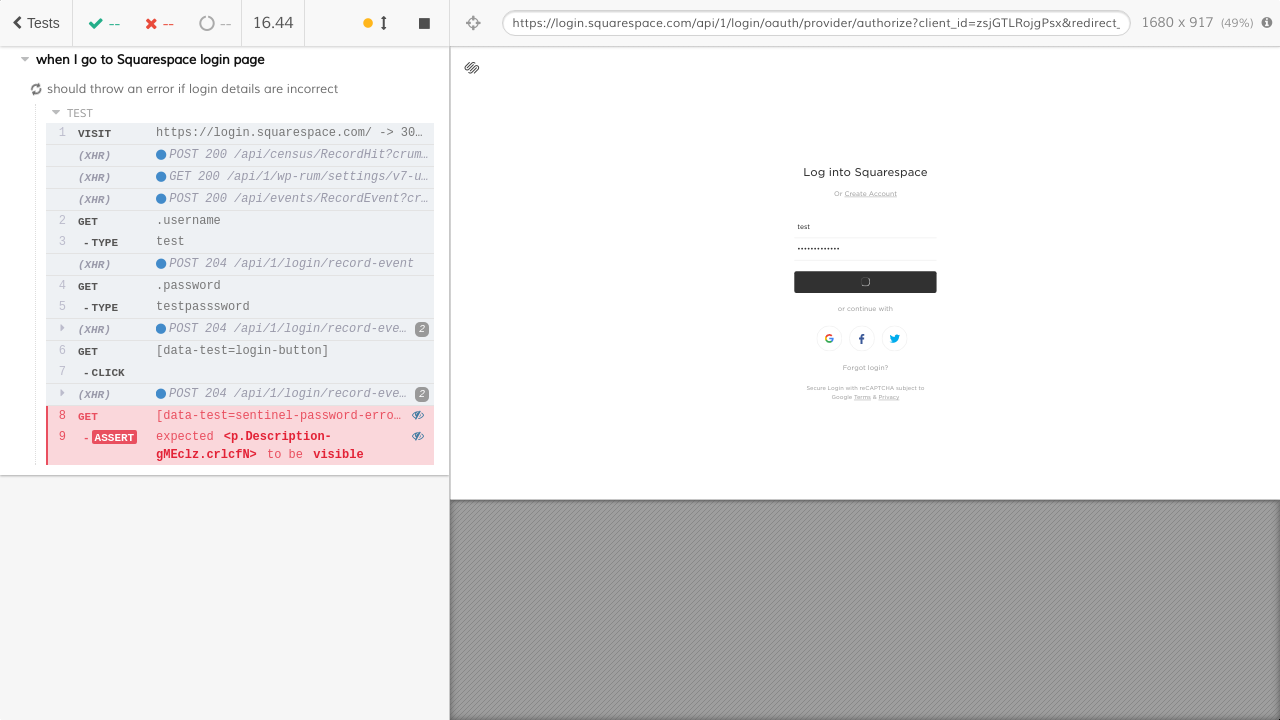 Tests
--
--
--
16.44
https://login.squarespace.com/api/1/login/oauth/provider/authorize?client_id=zsjGTLRojgPsx&redirect_
1680 x 917 (49%)
when I go to Squarespace login page
should throw an error if login details are incorrect
TEST
1 VISIT https://login.squarespace.com/ -> 30…
(XHR) POST 200 /api/census/RecordHit?crum…
(XHR) GET 200 /api/1/wp-rum/settings/v7-u…
(XHR) POST 200 /api/events/RecordEvent?cr…
2 GET .username
3 -TYPE test
(XHR) POST 204 /api/1/login/record-event
4 GET .password
5 -TYPE testpasssword
(XHR) POST 204 /api/1/login/record-eve… 2
6 GET [data-test=login-button]
7 -CLICK
(XHR) POST 204 /api/1/login/record-eve… 2
8 GET [data-test=sentinel-password-erro…
9 -ASSERT expected <p.Description-
gMEclz.crlcfN> to be visible
Log into Squarespace
Or Create Account
test
or continue with
Forgot login?
Secure Login with reCAPTCHA subject to
Google Terms & Privacy